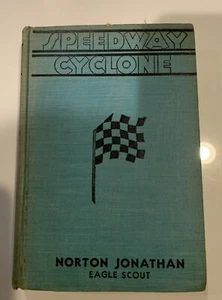 SPEEDWAY
CYCLONE
NORTON JONATHAN
EAGLE SCOUT